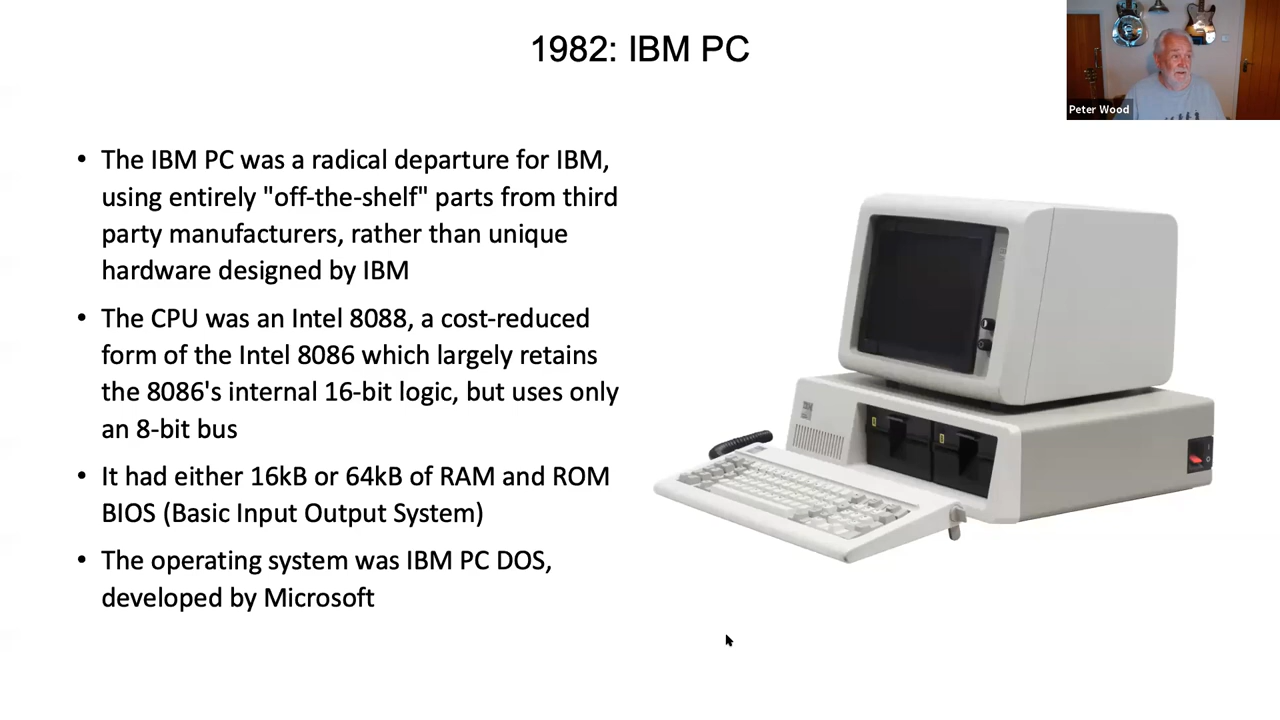 1982: IBM PC
Peter Wood
• The IBM PC was a radical departure for IBM,
using entirely "off-the-shelf" parts from third
party manufacturers, rather than unique
hardware designed by IBM
• The CPU was an Intel 8088, a cost-reduced
form of the Intel 8086 which largely retains
the 8086's internal 16-bit logic, but uses only
an 8-bit bus
• It had either 16kB or 64kB of RAM and ROM
BIOS (Basic Input Output System)
• The operating system was IBM PC DOS,
developed by Microsoft